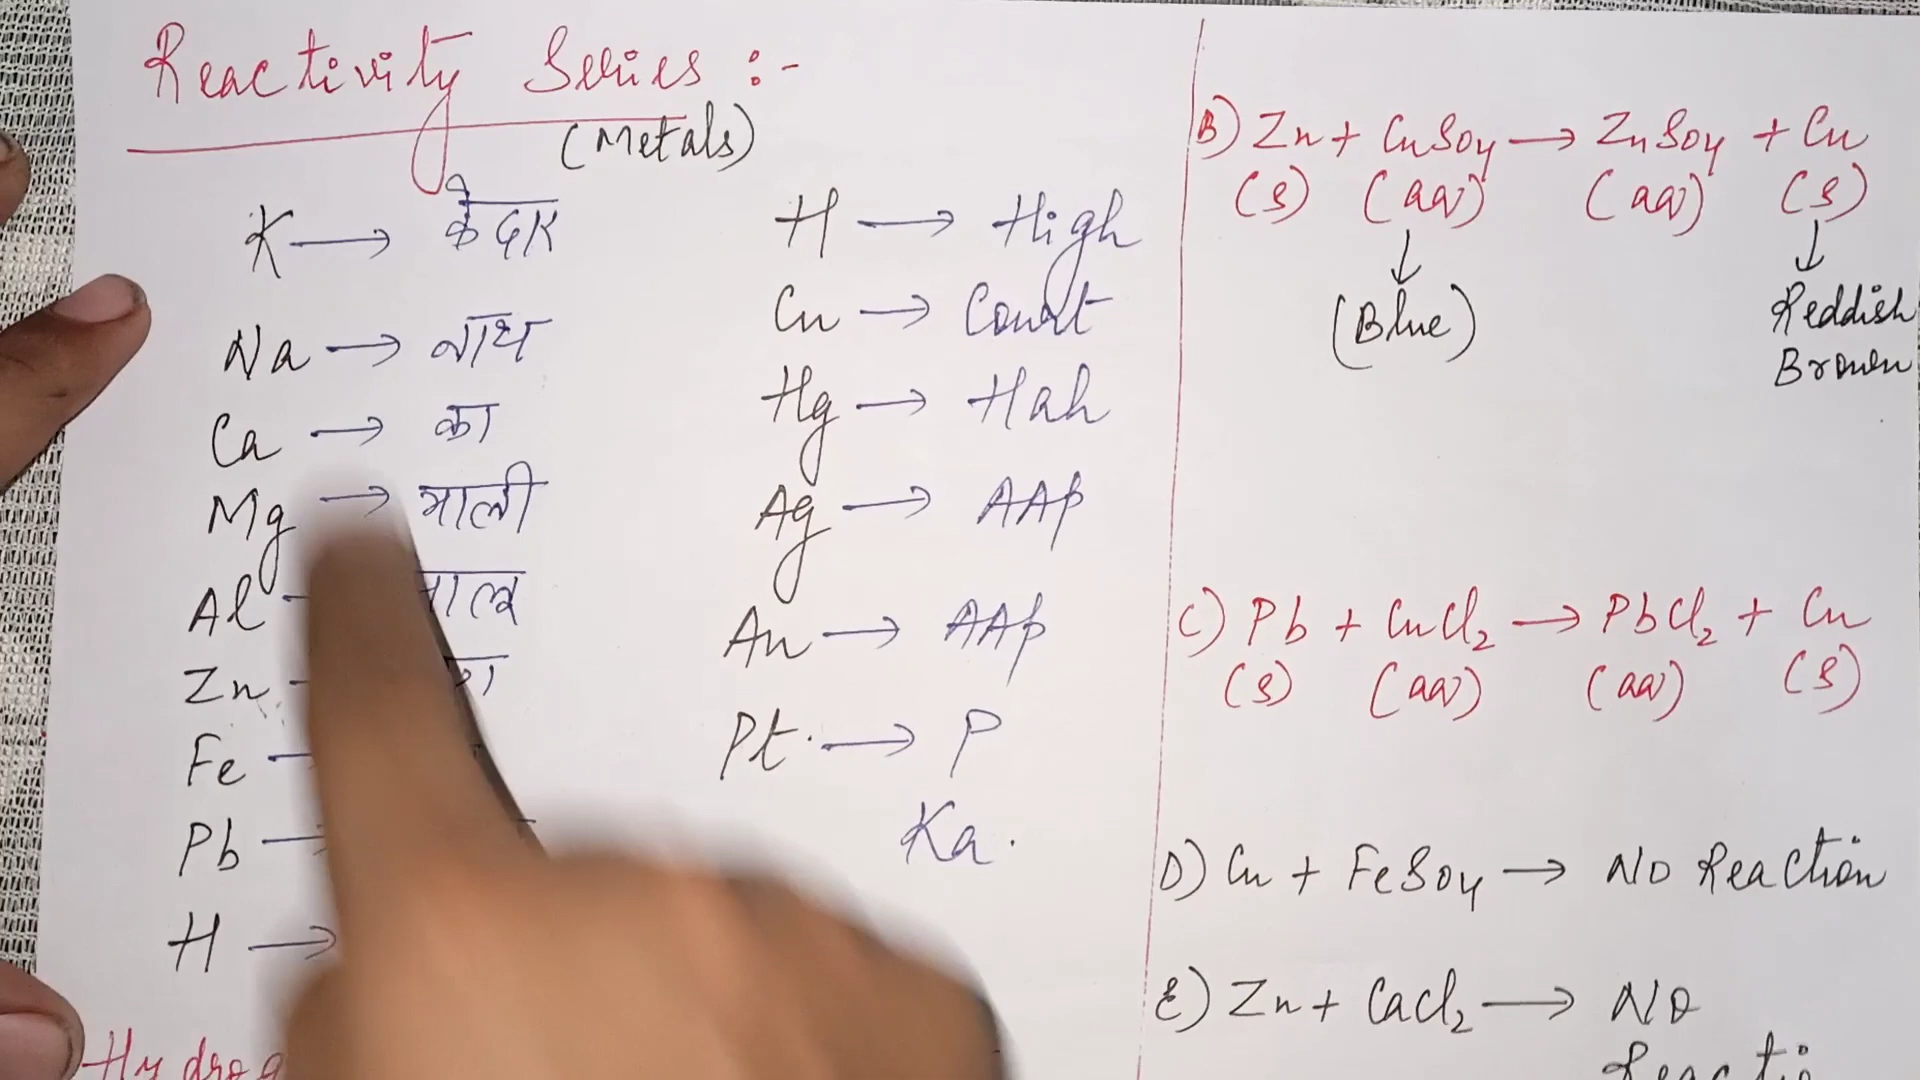 Reactivity Series :-
(Metals)
K → केदार
Na → नाथ
Ca → का
Mg → माली
Al
Zn
Fe →
Pb →
H →
Hydrog
H → High
Cu → Court
Hg → Hah
Ag → AAp
Au → AAp
Pt. → P
Ka.
B) Zn + CuSO4 → ZnSO4 + Cu
(s) (aq) (aq) (s)
↓ ↓
(Blue) Reddish
Brown
C) Pb + CuCl2 → PbCl2 + Cu
(s) (aq) (aq) (s)
D) Cu + FeSO4 → NO Reaction
E) Zn + CaCl2 → NO